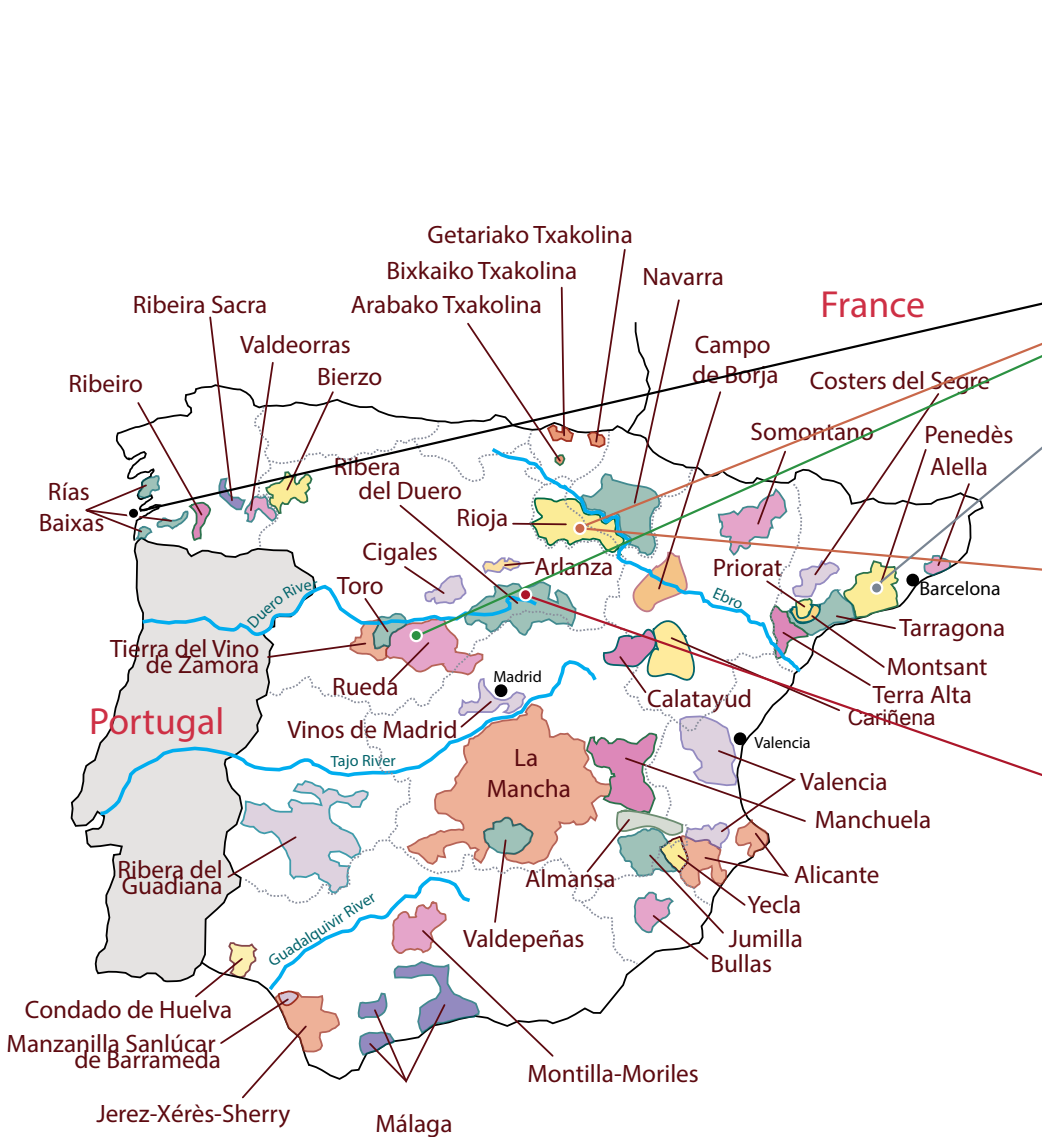 Getariako Txakolina
Bixkaiko Txakolina
Navarra
Ribeira Sacra
Arabako Txakolina
France
Valdeorras
Campo
de Borja
Ribeiro
Bierzo
Costers del Segre
Somontano
Penedès
Alella
Ribera
del Duero
Rías
Baixas
Rioja
Cigales
Arlanza
Priorat
Toro
Duero River
Ebro
Barcelona
Tarragona
Tierra del Vino
de Zamora
Montsant
Rueda
Madrid
Terra Alta
Calatayud
Cariñena
Portugal
Vinos de Madrid
Valencia
Tajo River
La
Mancha
Valencia
Manchuela
Ribera del
Guadiana
Almansa
Alicante
Yecla
Guadalquivir River
Valdepeñas
Jumilla
Bullas
Condado de Huelva
Manzanilla Sanlúcar
de Barrameda
Montilla-Moriles
Jerez-Xérès-Sherry
Málaga